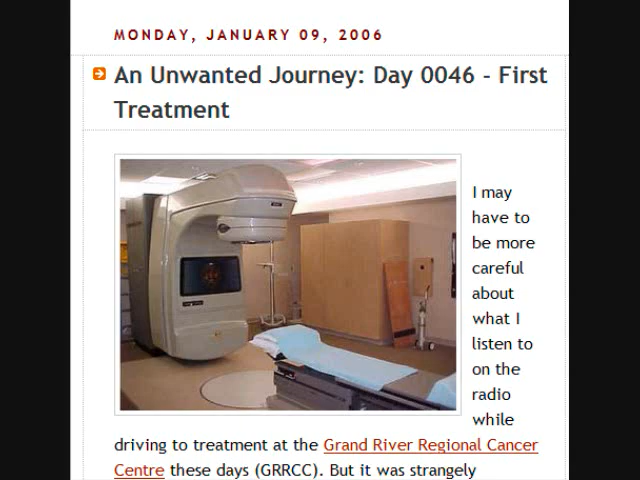 MONDAY, JANUARY 09, 2006
An Unwanted Journey: Day 0046 - First
Treatment
I may
have to
be more
careful
about
what I
listen to
on the
radio
while
driving to treatment at the Grand River Regional Cancer
Centre these days (GRRCC). But it was strangely